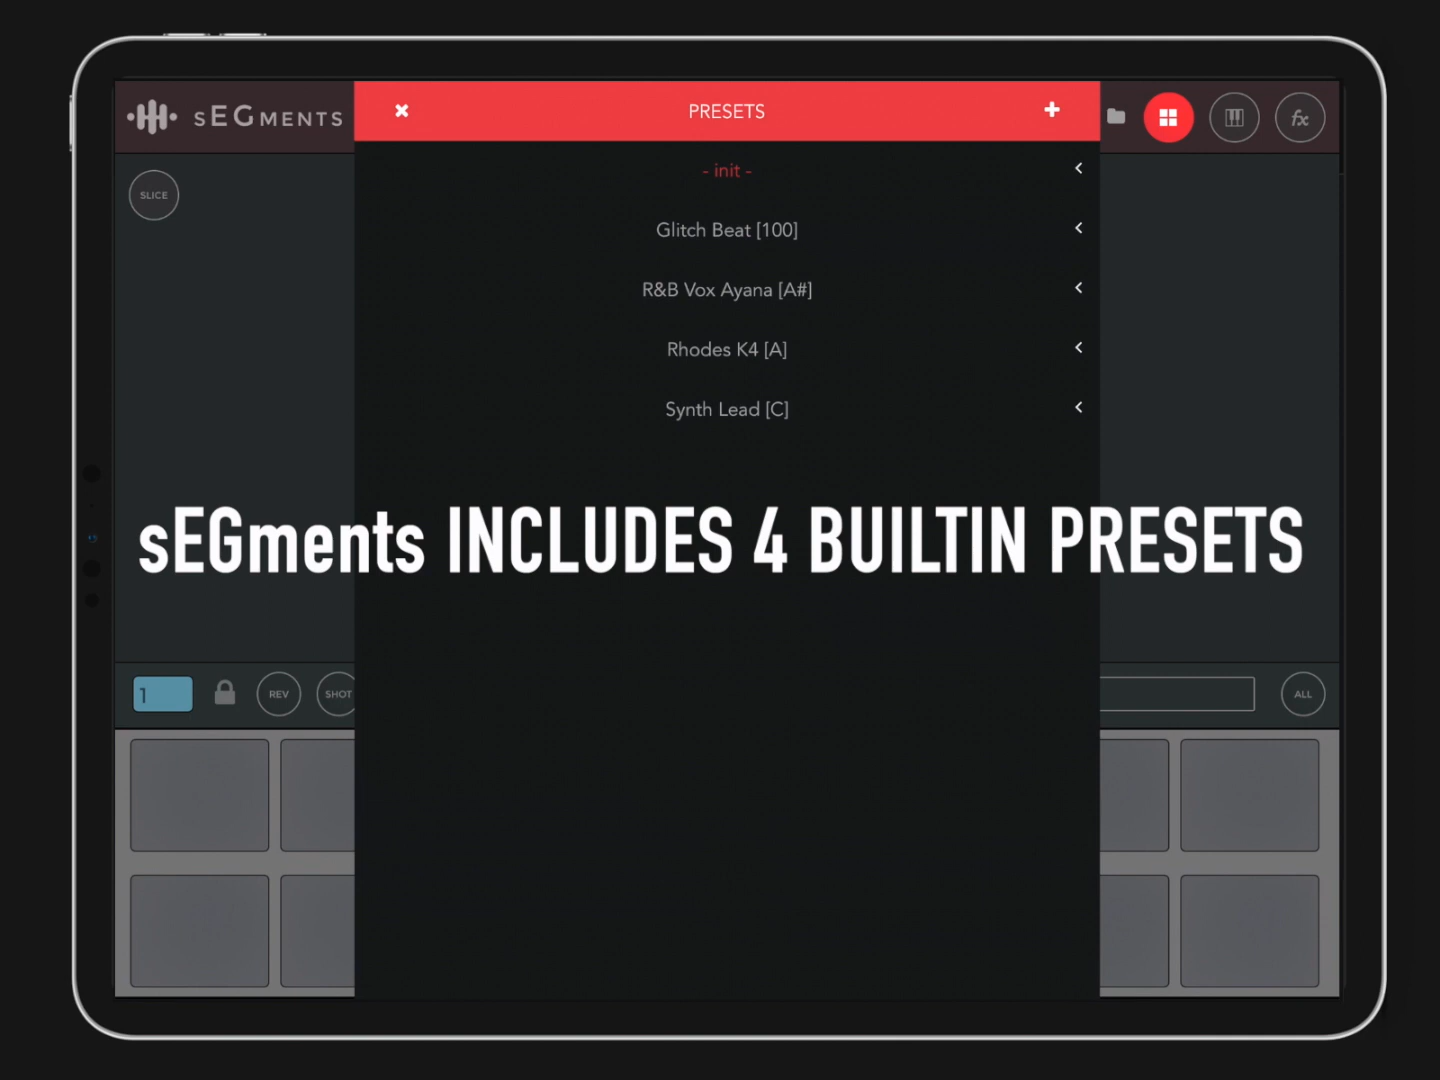 sEGMENTS
PRESETS
fx
SLICE
- init -
Glitch Beat [100]
R&B Vox Ayana [A#]
Rhodes K4 [A]
Synth Lead [C]
sEGments INCLUDES 4 BUILTIN PRESETS
1
REV
SHOT
ALL